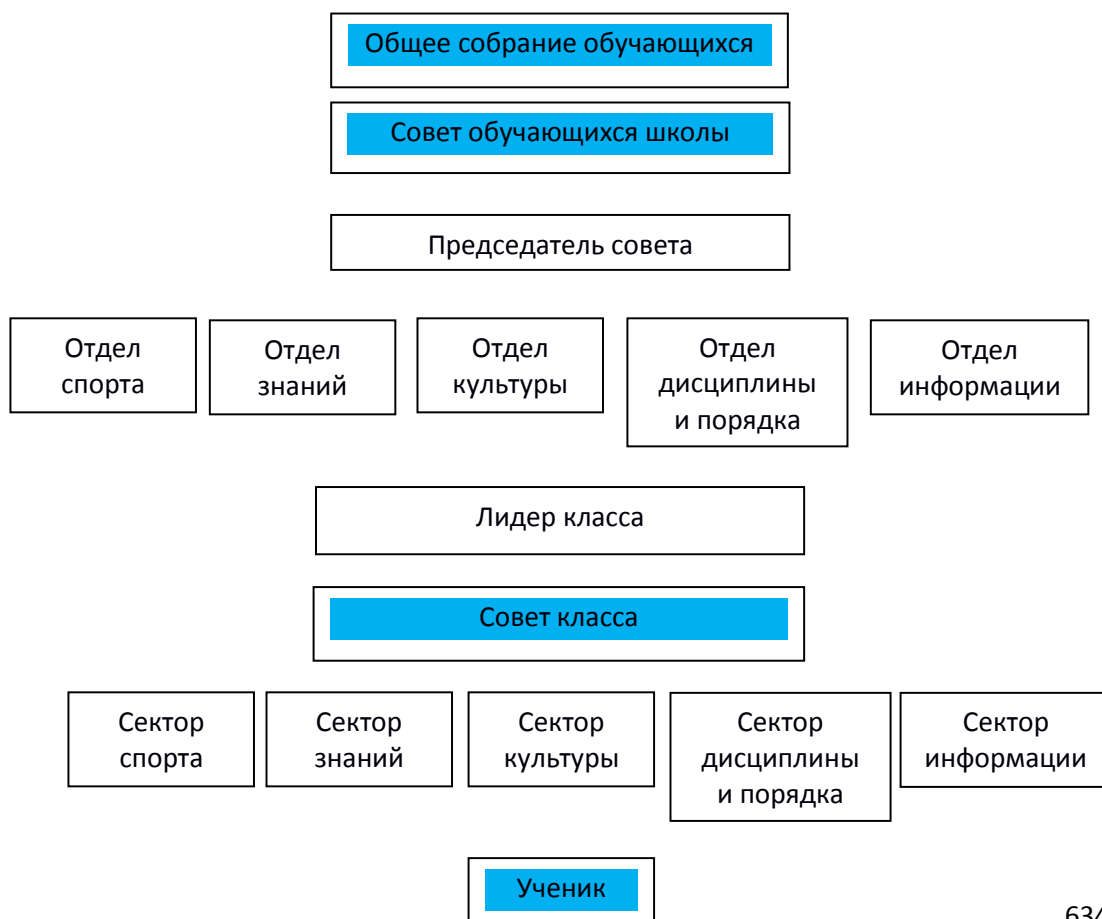 Общее собрание обучающихся
Совет обучающихся школы
Председатель совета
Отдел
спорта
Отдел
знаний
Отдел
культуры
Отдел
дисциплины
и порядка
Отдел
информации
Лидер класса
Совет класса
Сектор
спорта
Сектор
знаний
Сектор
культуры
Сектор
дисциплины
и порядка
Сектор
информации
Ученик